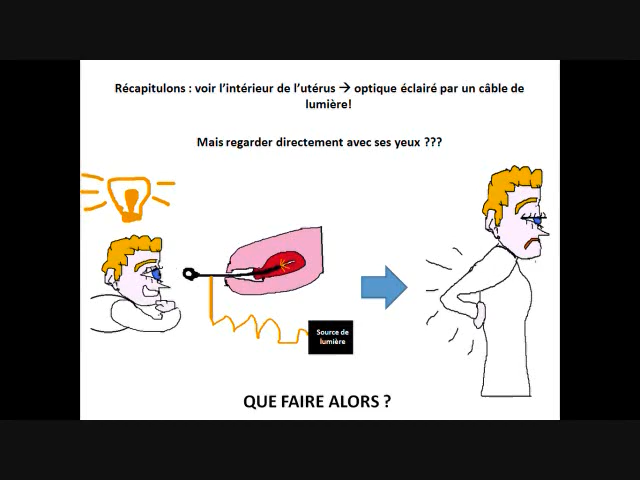 Récapitulons : voir l'intérieur de l'utérus → optique éclairé par un câble de
lumière!
Mais regarder directement avec ses yeux ???
Source de
lumière
QUE FAIRE ALORS ?